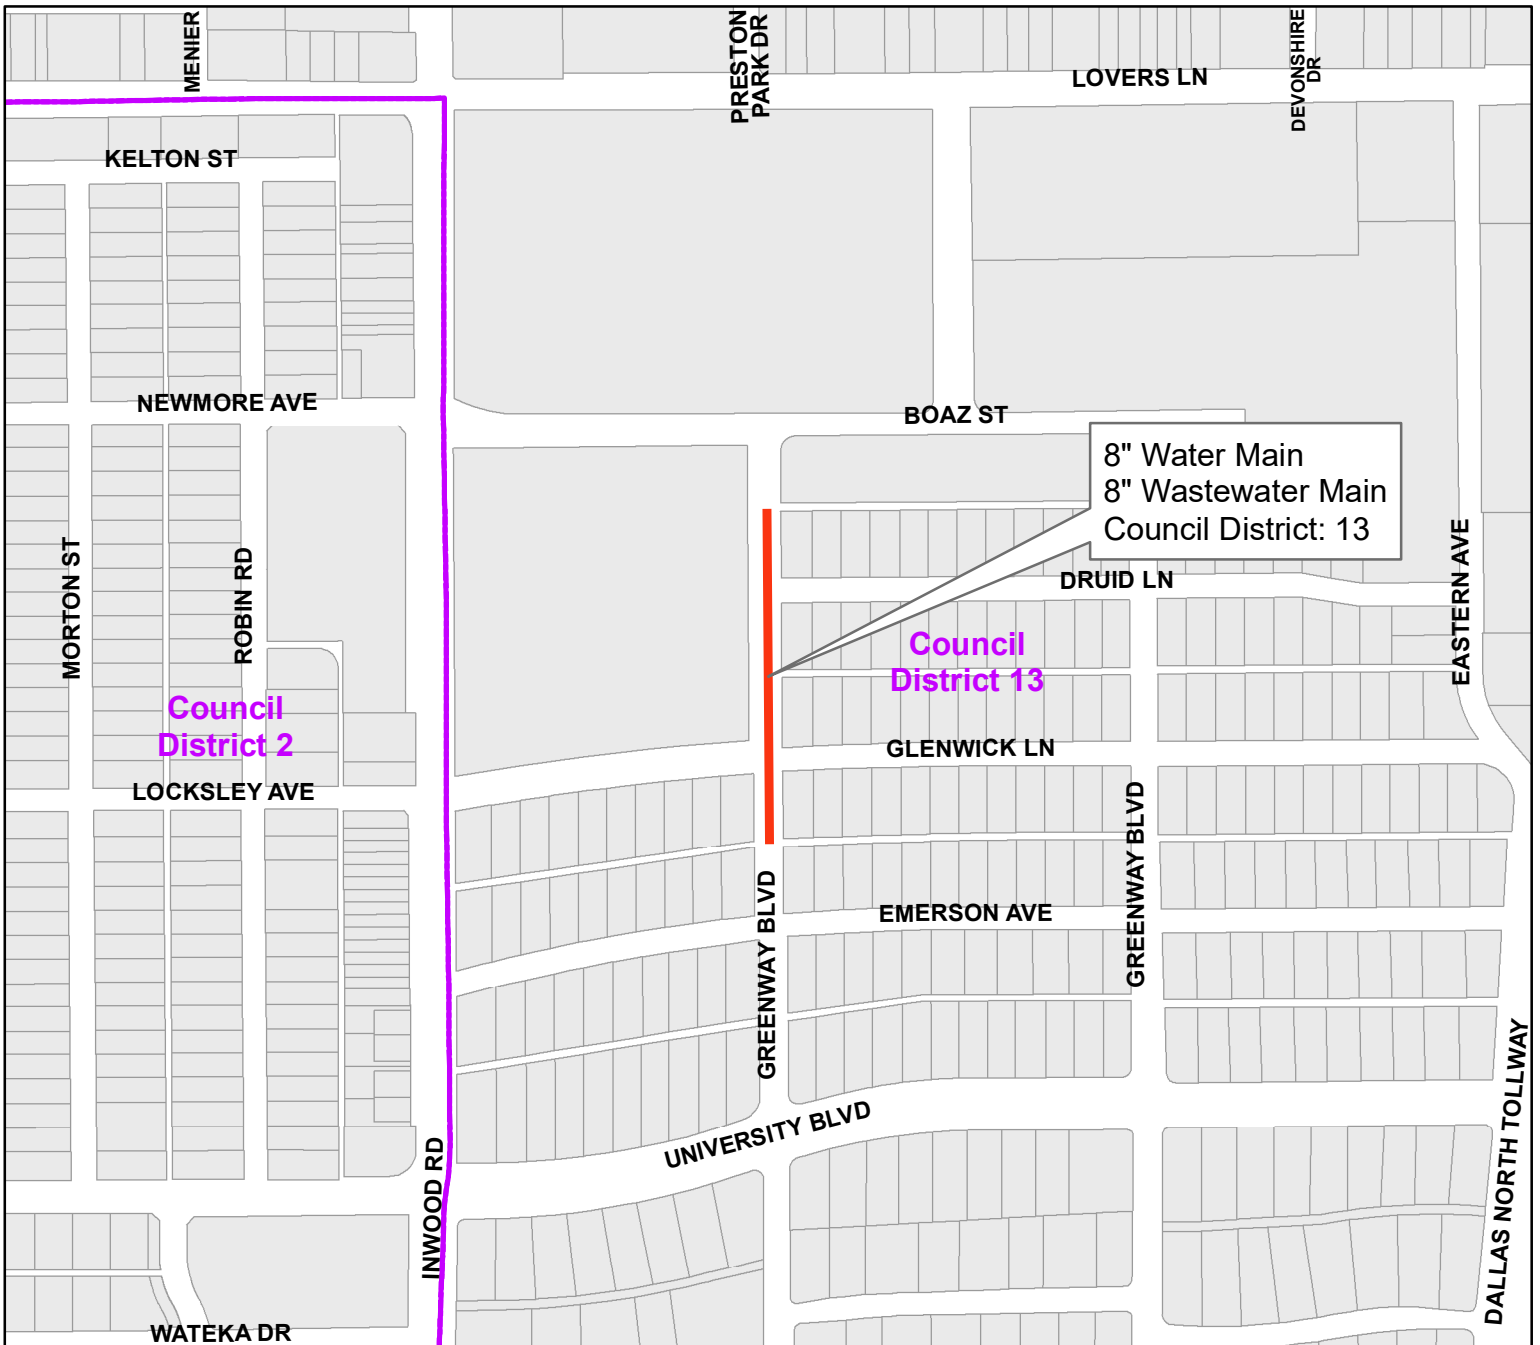 MENIER
PRESTON
PARK DR
DEVONSHIRE
DR
LOVERS LN
KELTON ST
NEWMORE AVE
BOAZ ST
8" Water Main
8" Wastewater Main
Council District: 13
MORTON ST
ROBIN RD
DRUID LN
EASTERN AVE
Council
District 13
Council
District 2
GLENWICK LN
LOCKSLEY AVE
GREENWAY BLVD
GREENWAY BLVD
EMERSON AVE
UNIVERSITY BLVD
INWOOD RD
DALLAS NORTH TOLLWAY
WATEKA DR